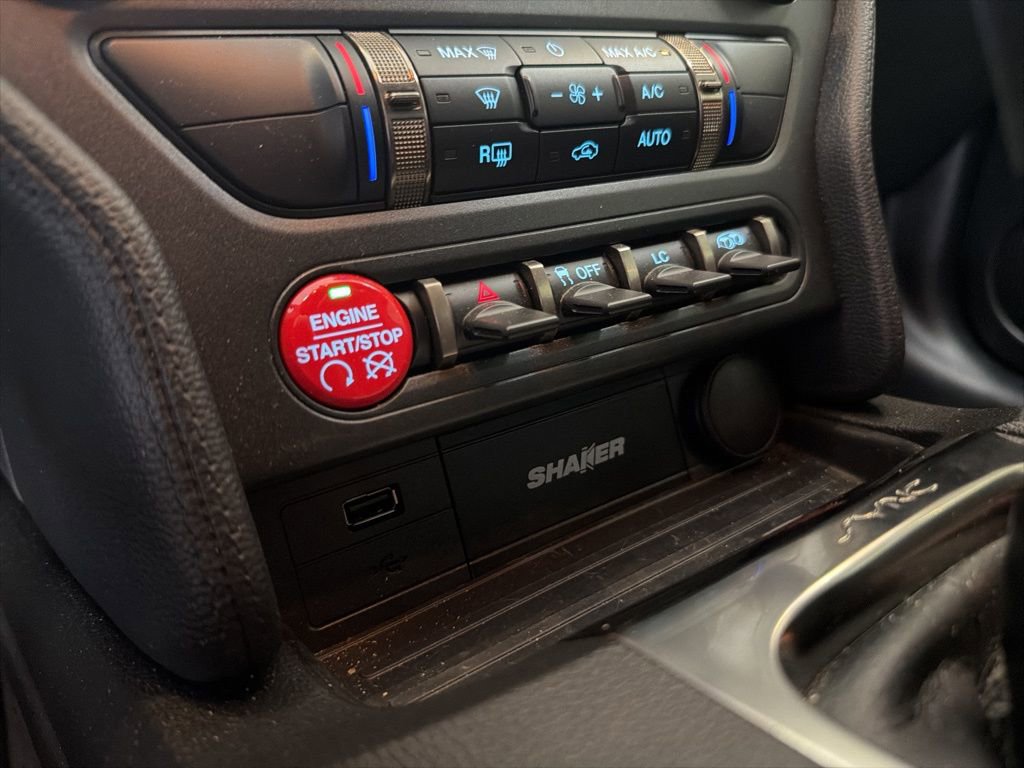 MAX
MAX A/C
- +
A/C
R
AUTO
OFF
LC
ENGINE
START/STOP
SHAKER